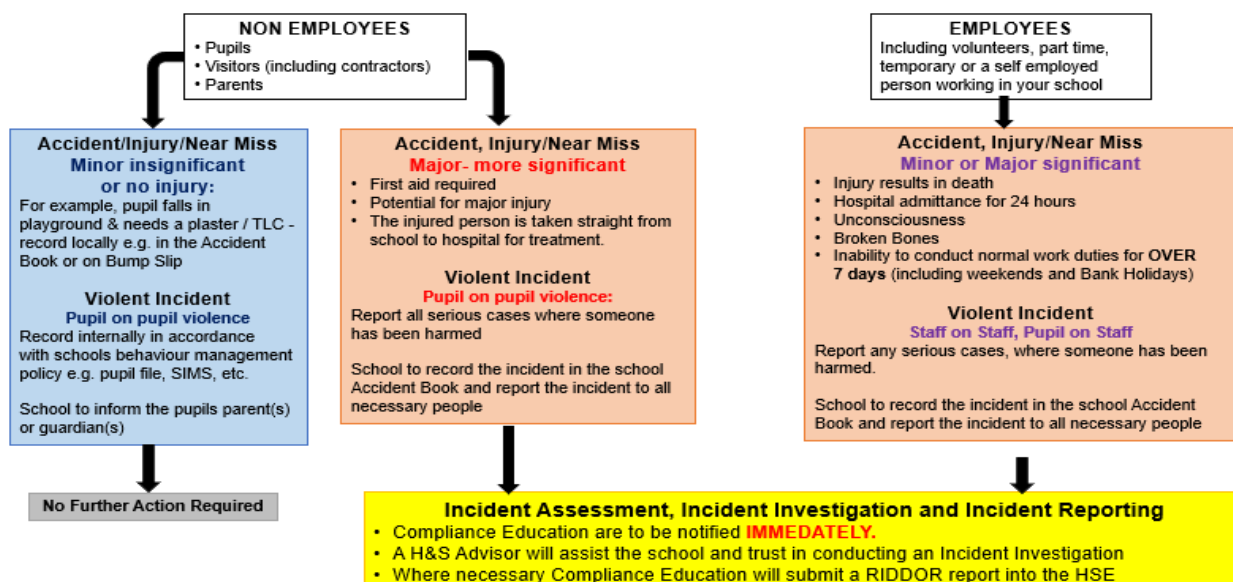 NON EMPLOYEES
• Pupils
• Visitors (including contractors)
• Parents
EMPLOYEES
Including volunteers, part time,
temporary or a self employed
person working in your school
Accident/Injury/Near Miss
Minor insignificant
or no injury:
For example, pupil falls in
playground & needs a plaster / TLC -
record locally e.g. in the Accident
Book or on Bump Slip
Violent Incident
Pupil on pupil violence
Record internally in accordance
with schools behaviour management
policy e.g. pupil file, SIMS, etc.
School to inform the pupils parent(s)
or guardian(s)
No Further Action Required
Accident, Injury/Near Miss
Major- more significant
• First aid required
• Potential for major injury
• The injured person is taken straight from
school to hospital for treatment.
Violent Incident
Pupil on pupil violence:
Report all serious cases where someone
has been harmed
School to record the incident in the school
Accident Book and report the incident to all
necessary people
Accident, Injury/Near Miss
Minor or Major significant
• Injury results in death
• Hospital admittance for 24 hours
• Unconsciousness
• Broken Bones
• Inability to conduct normal work duties for OVER
7 days (including weekends and Bank Holidays)
Violent Incident
Staff on Staff, Pupil on Staff
Report any serious cases, where someone has been
harmed.
School to record the incident in the school Accident
Book and report the incident to all necessary people
Incident Assessment, Incident Investigation and Incident Reporting
• Compliance Education are to be notified IMMEDIATELY.
• A H&S Advisor will assist the school and trust in conducting an Incident Investigation
• Where necessary Compliance Education will submit a RIDDOR report into the HSE